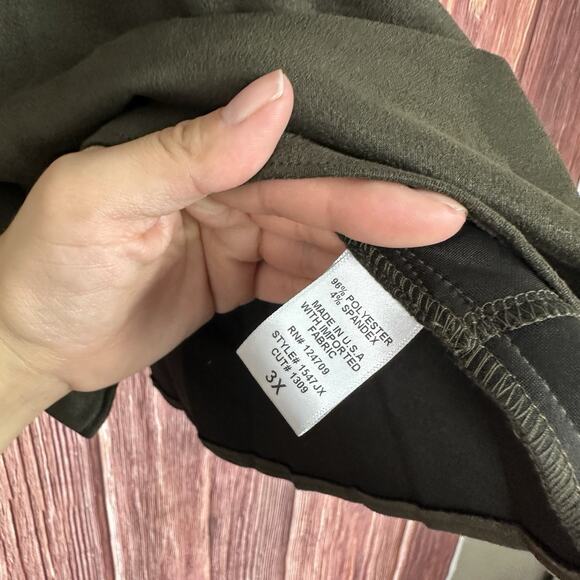 96% POLYESTER
4% SPANDEX
MADE IN U.S.A
WITH IMPORTED
FABRIC
RN# 124709
STYLE# 1547JX
CUT# 1309
3X